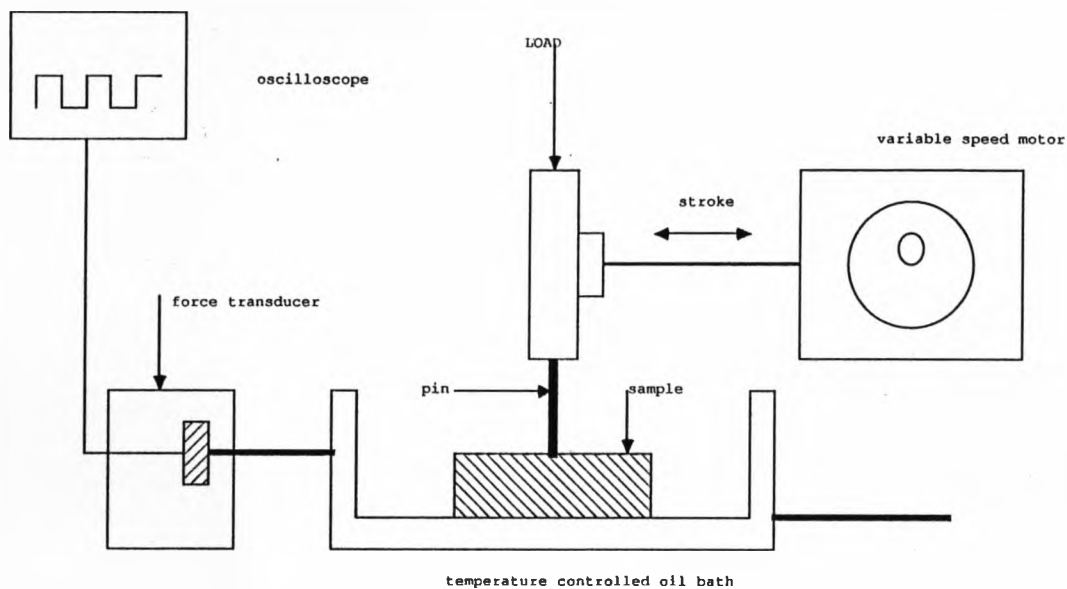 LOAD
oscilloscope
variable speed motor
stroke
force transducer
pin
sample
temperature controlled oil bath